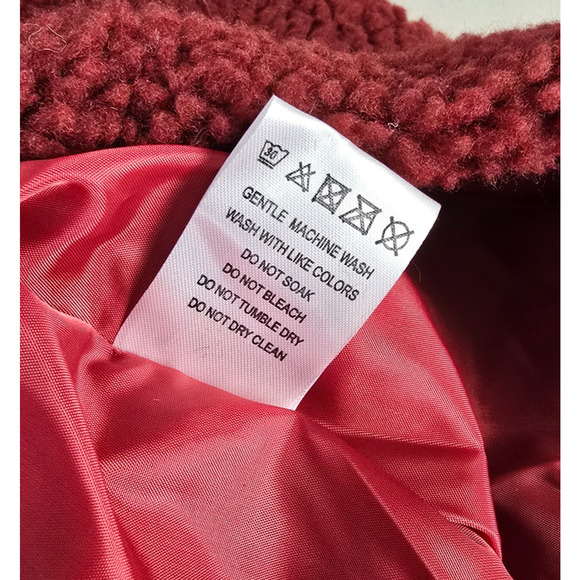 30
GENTLE MACHINE WASH
WASH WITH LIKE COLORS
DO NOT SOAK
DO NOT BLEACH
DO NOT TUMBLE DRY
DO NOT DRY CLEAN